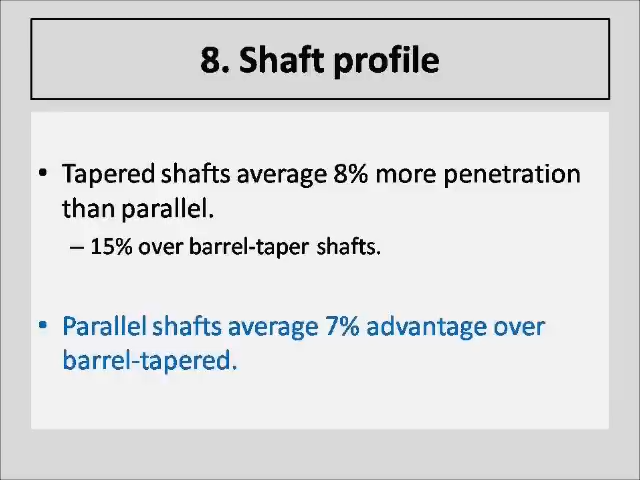 8. Shaft profile
• Tapered shafts average 8% more penetration
than parallel.
– 15% over barrel-taper shafts.
• Parallel shafts average 7% advantage over
barrel-tapered.